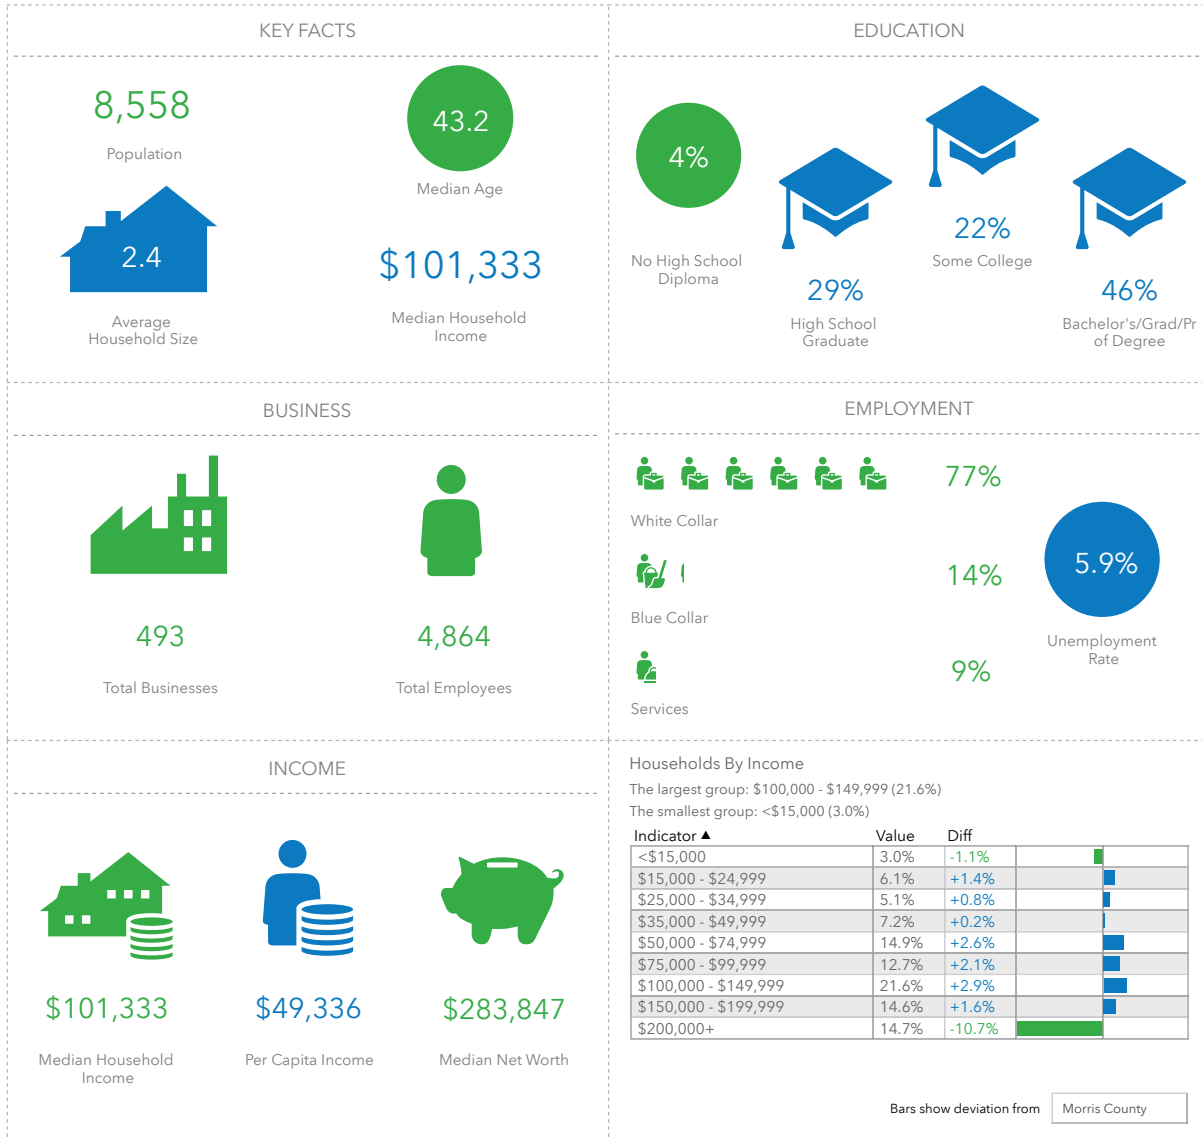 KEY FACTS
8,558
Population
43.2
Median Age
2.4
Average
Household Size
$101,333
Median Household
Income
EDUCATION
4%
No High School
Diploma
29%
High School
Graduate
22%
Some College
46%
Bachelor's/Grad/Pr
of Degree
BUSINESS
493
Total Businesses
4,864
Total Employees
EMPLOYMENT
77%
White Collar
14%
Blue Collar
9%
Services
5.9%
Unemployment
Rate
INCOME
$101,333
Median Household
Income
$49,336
Per Capita Income
$283,847
Median Net Worth
Households By Income
The largest group: $100,000 - $149,999 (21.6%)
The smallest group: <$15,000 (3.0%)
Indicator ▲ Value Diff
<$15,000 3.0% -1.1%
$15,000 - $24,999 6.1% +1.4%
$25,000 - $34,999 5.1% +0.8%
$35,000 - $49,999 7.2% +0.2%
$50,000 - $74,999 14.9% +2.6%
$75,000 - $99,999 12.7% +2.1%
$100,000 - $149,999 21.6% +2.9%
$150,000 - $199,999 14.6% +1.6%
$200,000+ 14.7% -10.7%
Bars show deviation from Morris County